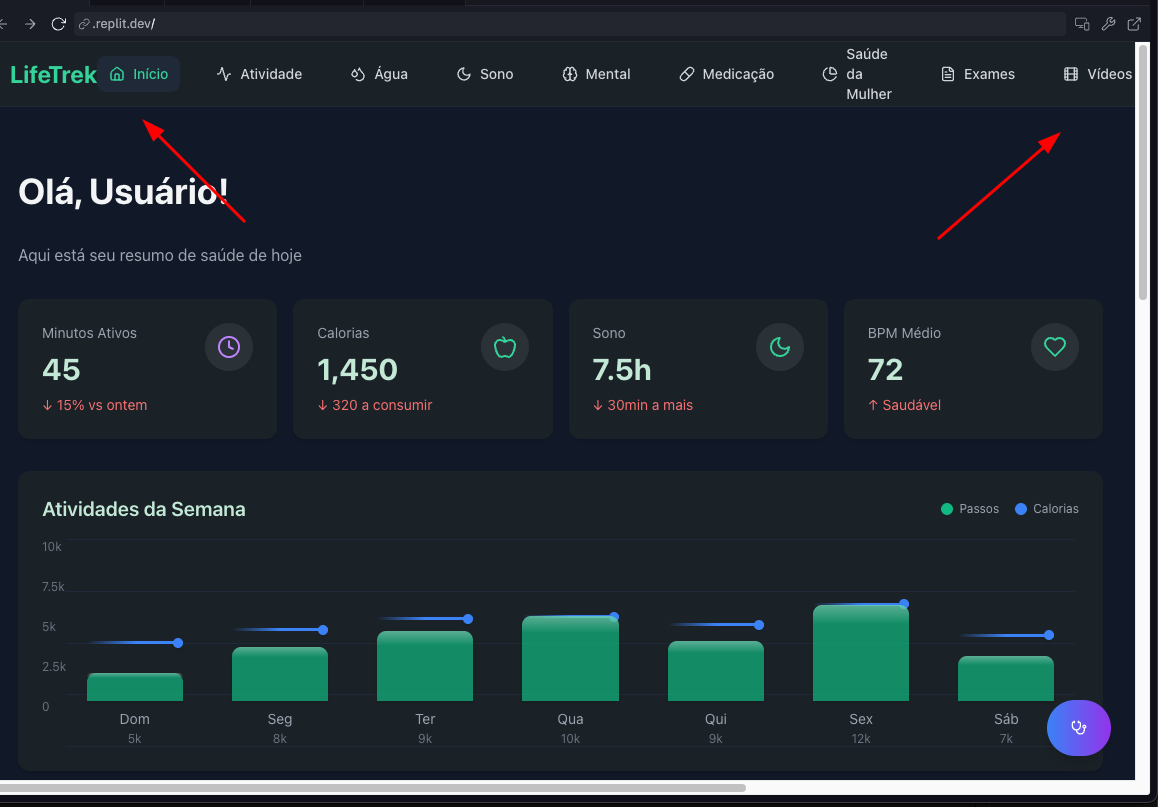 .replit.dev/
LifeTrek Início Atividade Água Sono Mental Medicação Saúde da Mulher Exames Vídeos
Olá, Usuário!
Aqui está seu resumo de saúde de hoje
Minutos Ativos
45
↓ 15% vs ontem
Calorias
1,450
↓ 320 a consumir
Sono
7.5h
↓ 30min a mais
BPM Médio
72
↑ Saudável
Atividades da Semana
Passos Calorias
10k
7.5k
5k
2.5k
0
Dom Seg Ter Qua Qui Sex Sáb
5k 8k 9k 10k 9k 12k 7k